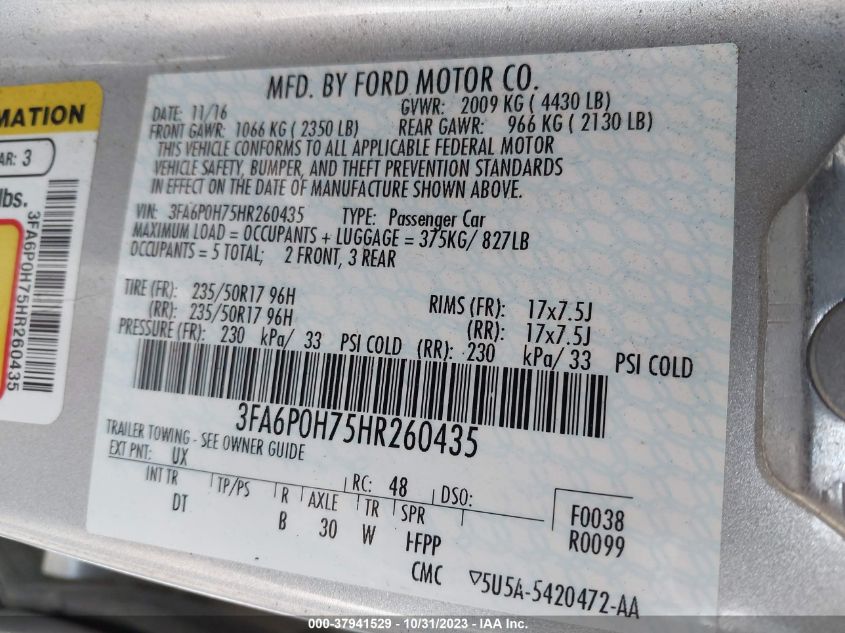 MATION
AR: 3
lbs.
3FA6P0H75HR260435
MFD. BY FORD MOTOR CO.
DATE: 11/16 GVWR: 2009 KG ( 4430 LB)
FRONT GAWR: 1066 KG ( 2350 LB) REAR GAWR: 966 KG ( 2130 LB)
THIS VEHICLE CONFORMS TO ALL APPLICABLE FEDERAL MOTOR
VEHICLE SAFETY, BUMPER, AND THEFT PREVENTION STANDARDS
IN EFFECT ON THE DATE OF MANUFACTURE SHOWN ABOVE.
VIN: 3FA6P0H75HR260435 TYPE: Passenger Car
MAXIMUM LOAD = OCCUPANTS + LUGGAGE = 375KG/ 827LB
OCCUPANTS = 5 TOTAL; 2 FRONT, 3 REAR
TIRE (FR): 235/50R17 96H RIMS (FR): 17x7.5J
(RR): 235/50R17 96H (RR): 17x7.5J
PRESSURE (FR): 230 kPa/ 33 PSI COLD (RR): 230 kPa/ 33 PSI COLD
3FA6P0H75HR260435
TRAILER TOWING - SEE OWNER GUIDE
EXT PNT: UX RC: 48 DSO:
INT TR TP/PS R AXLE TR SPR F0038
DT B 30 W I-FPP R0099
CMC ▽5U5A-5420472-AA
000-37941529 - 10/31/2023 - IAAI.com